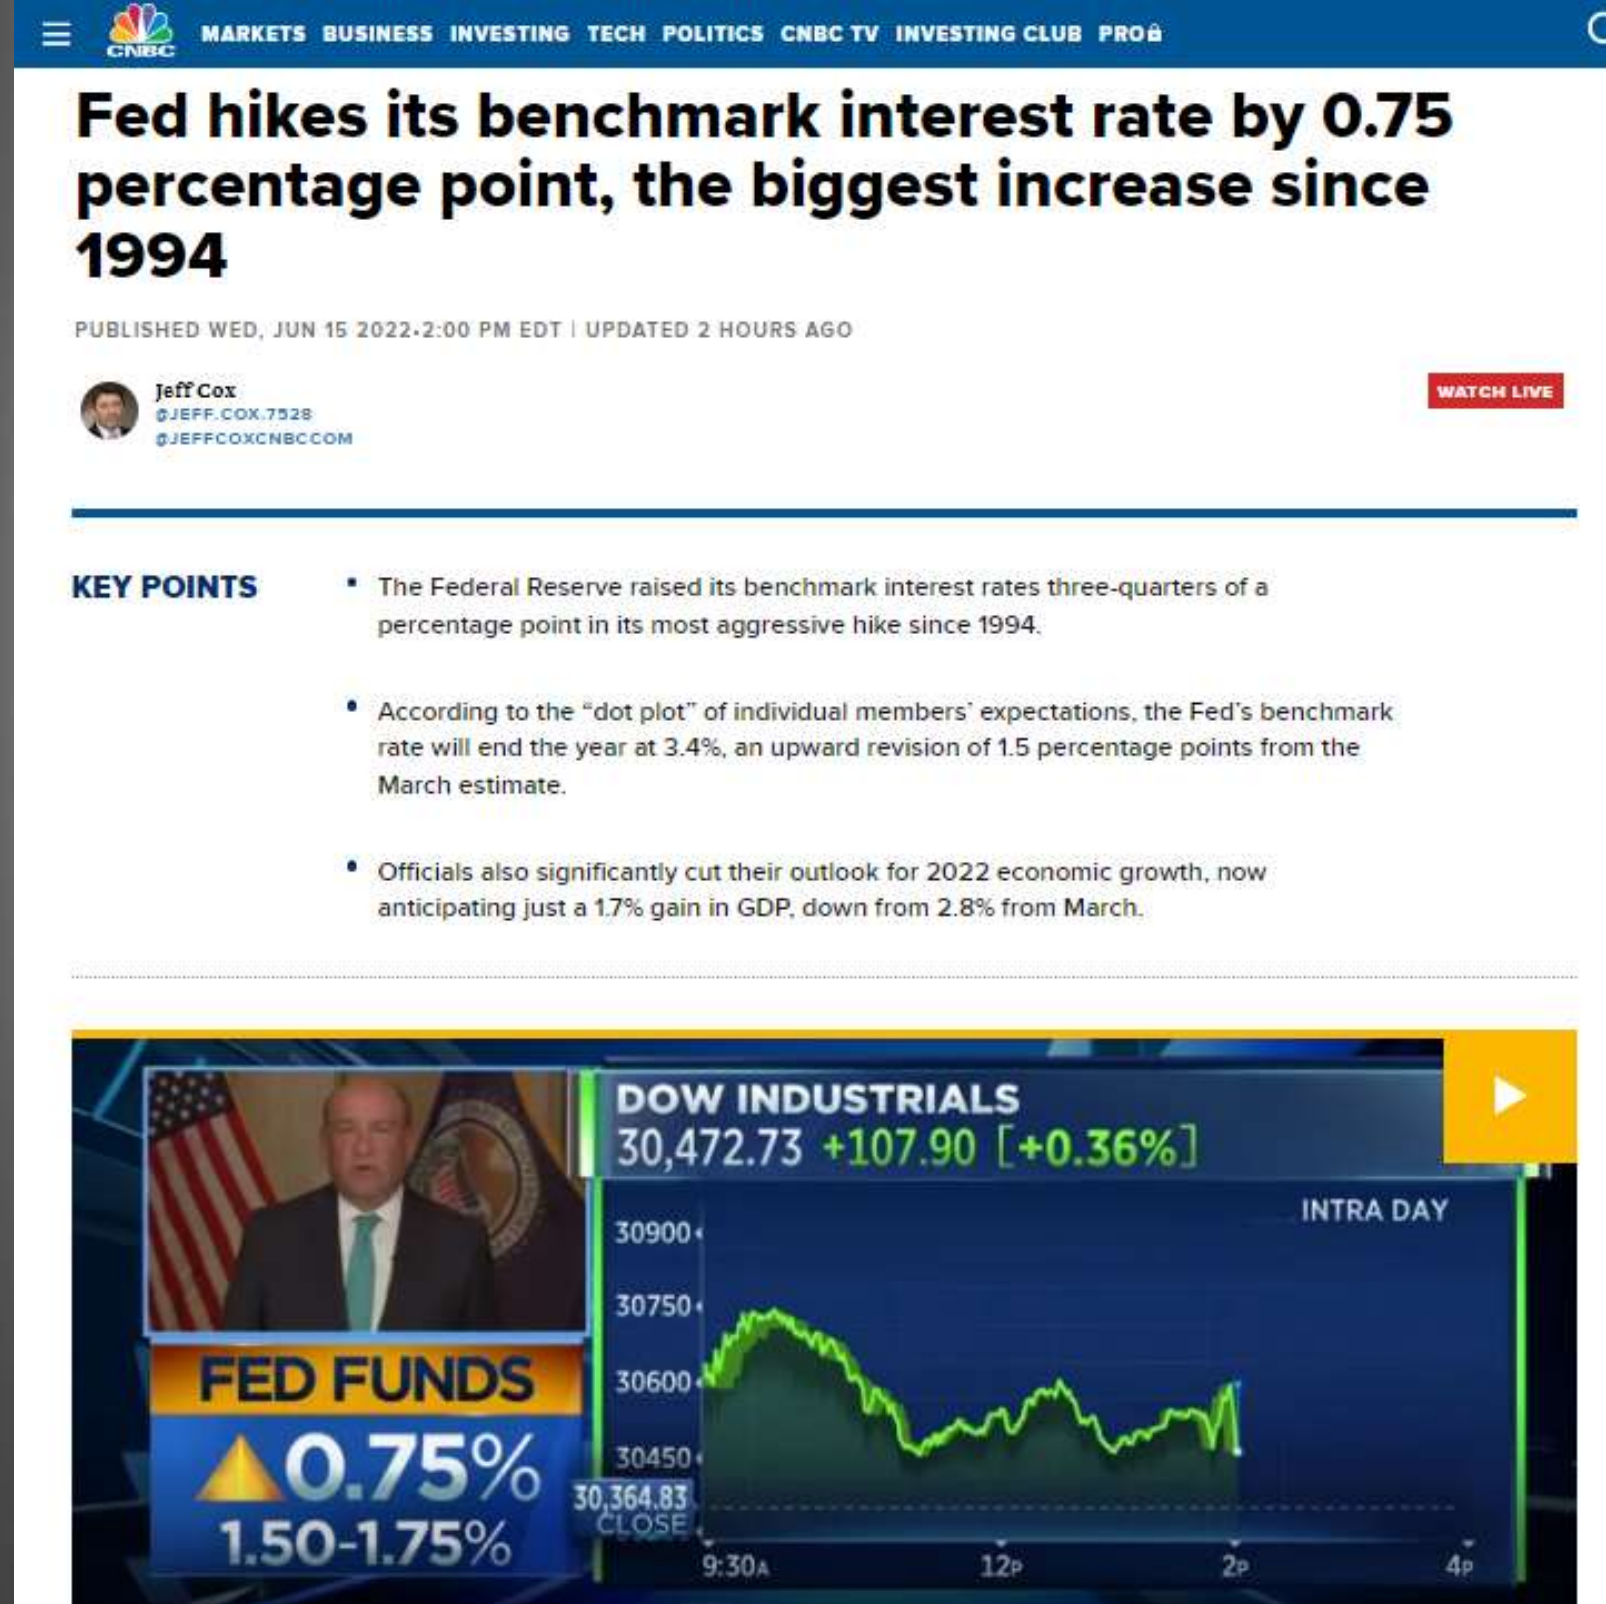 CNBC MARKETS BUSINESS INVESTING TECH POLITICS CNBC TV INVESTING CLUB PRO
Fed hikes its benchmark interest rate by 0.75
percentage point, the biggest increase since
1994
PUBLISHED WED, JUN 15 2022•2:00 PM EDT | UPDATED 2 HOURS AGO
Jeff Cox
@JEFF.COX.7528
@JEFFCOXCNBCCOM
WATCH LIVE
KEY POINTS
• The Federal Reserve raised its benchmark interest rates three-quarters of a
percentage point in its most aggressive hike since 1994.
• According to the “dot plot” of individual members’ expectations, the Fed’s benchmark
rate will end the year at 3.4%, an upward revision of 1.5 percentage points from the
March estimate.
• Officials also significantly cut their outlook for 2022 economic growth, now
anticipating just a 1.7% gain in GDP, down from 2.8% from March.
DOW INDUSTRIALS
30,472.73 +107.90 [+0.36%]
INTRA DAY
30900
30750
30600
30450
30,364.83
CLOSE
9:30A 12P 2P 4P
FED FUNDS
▲0.75%
1.50-1.75%